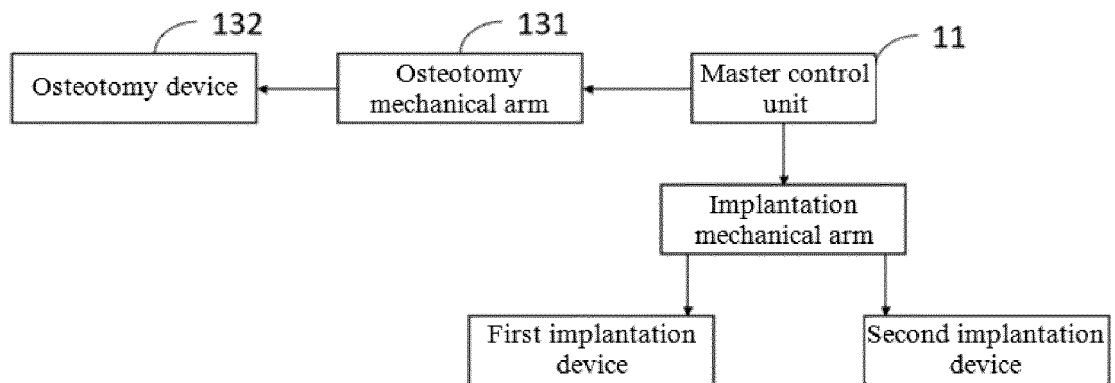 132
131
11
Osteotomy device
Osteotomy
mechanical arm
Master control
unit
Implantation
mechanical arm
First implantation
device
Second implantation
device